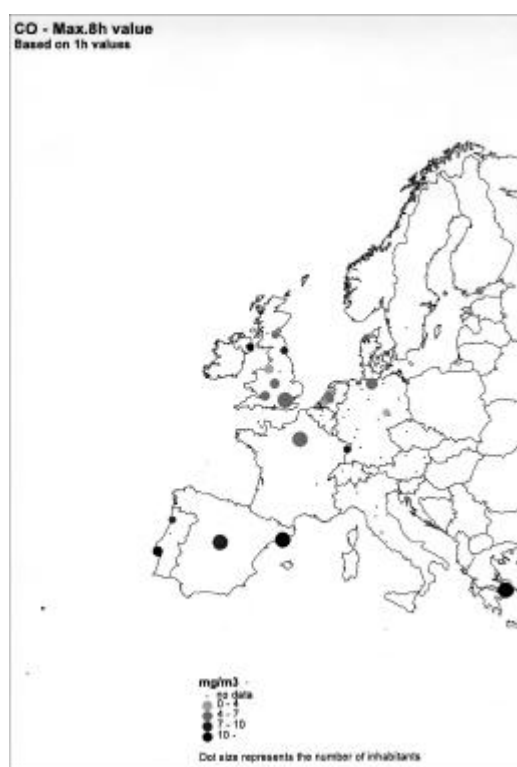 CO - Max.8h value
Based on 1h values
mg/m3
no data
0 - 4
4 - 7
7 - 10
10 -
Dot size represents the number of inhabitants